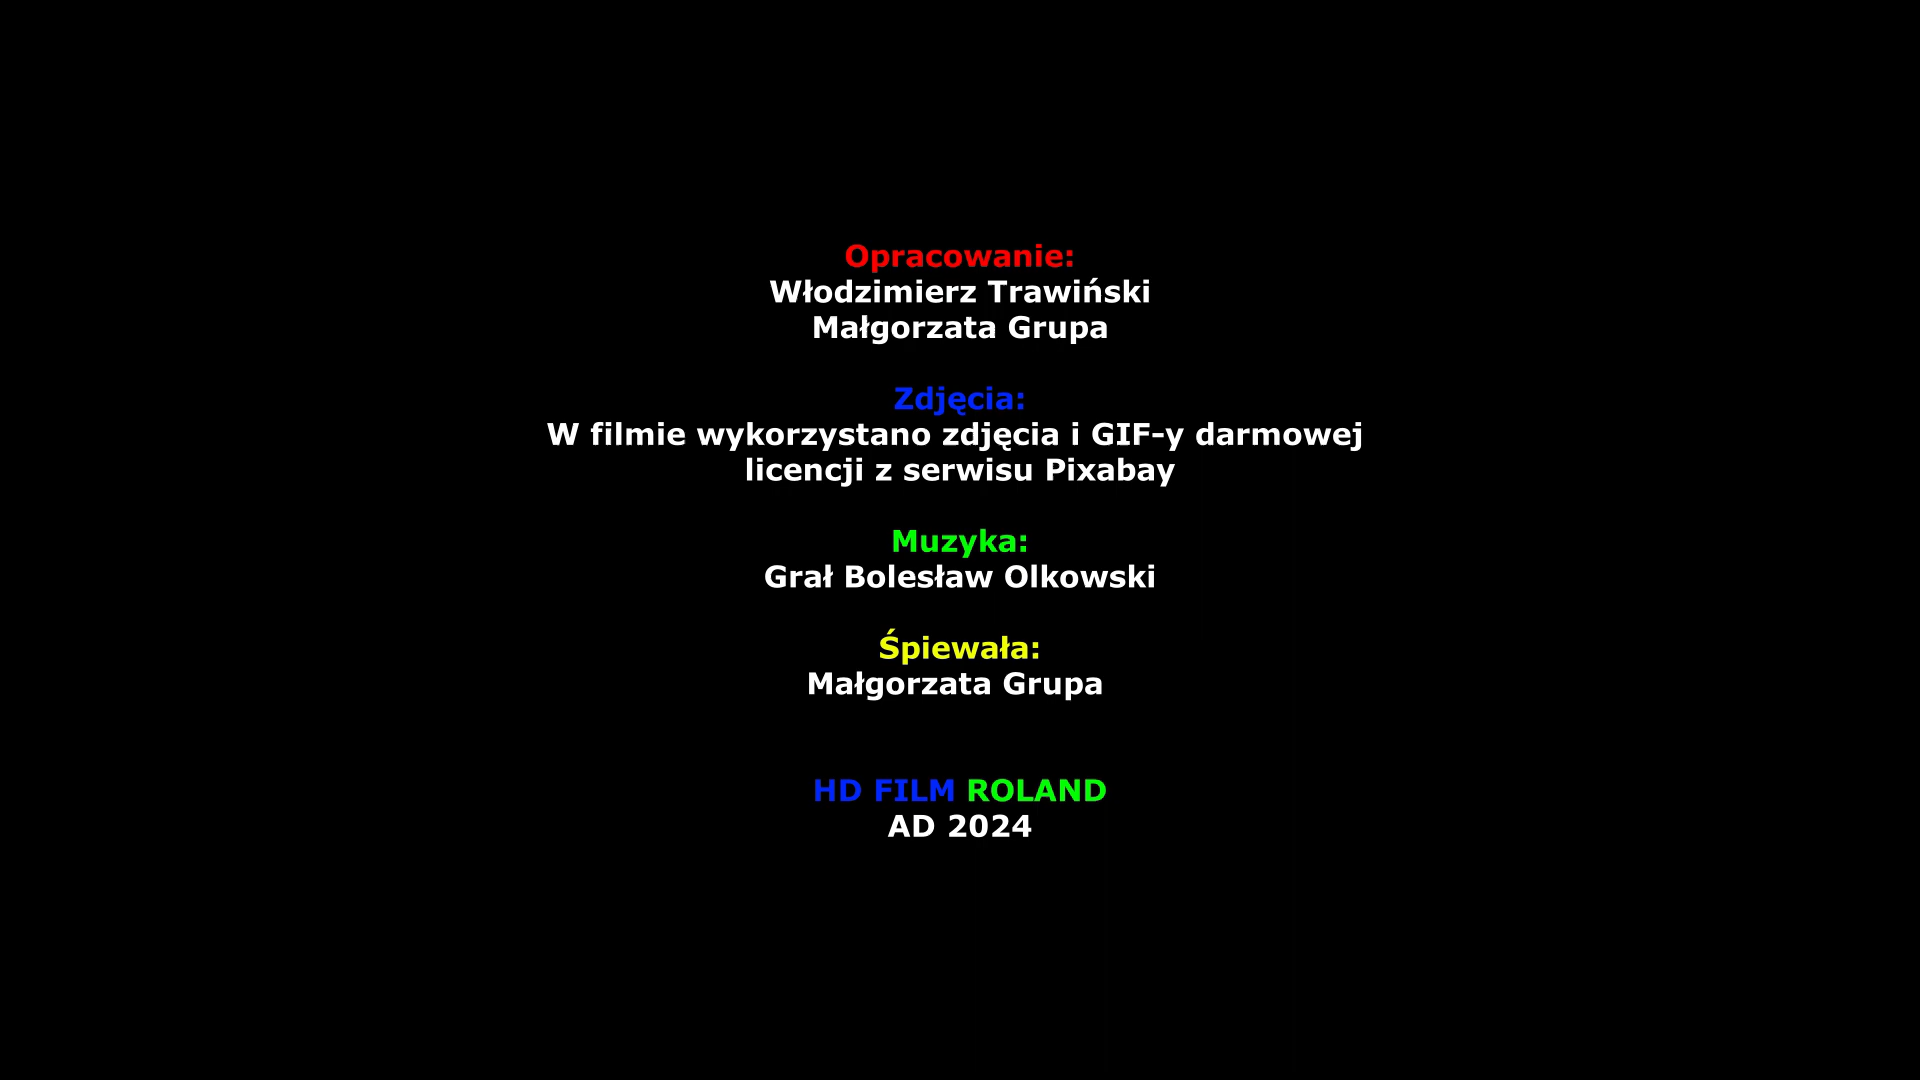 Opracowanie:
Włodzimierz Trawiński
Małgorzata Grupa
Zdjęcia:
W filmie wykorzystano zdjęcia i GIF-y darmowej
licencji z serwisu Pixabay
Muzyka:
Grał Bolesław Olkowski
Śpiewała:
Małgorzata Grupa
HD FILM ROLAND
AD 2024